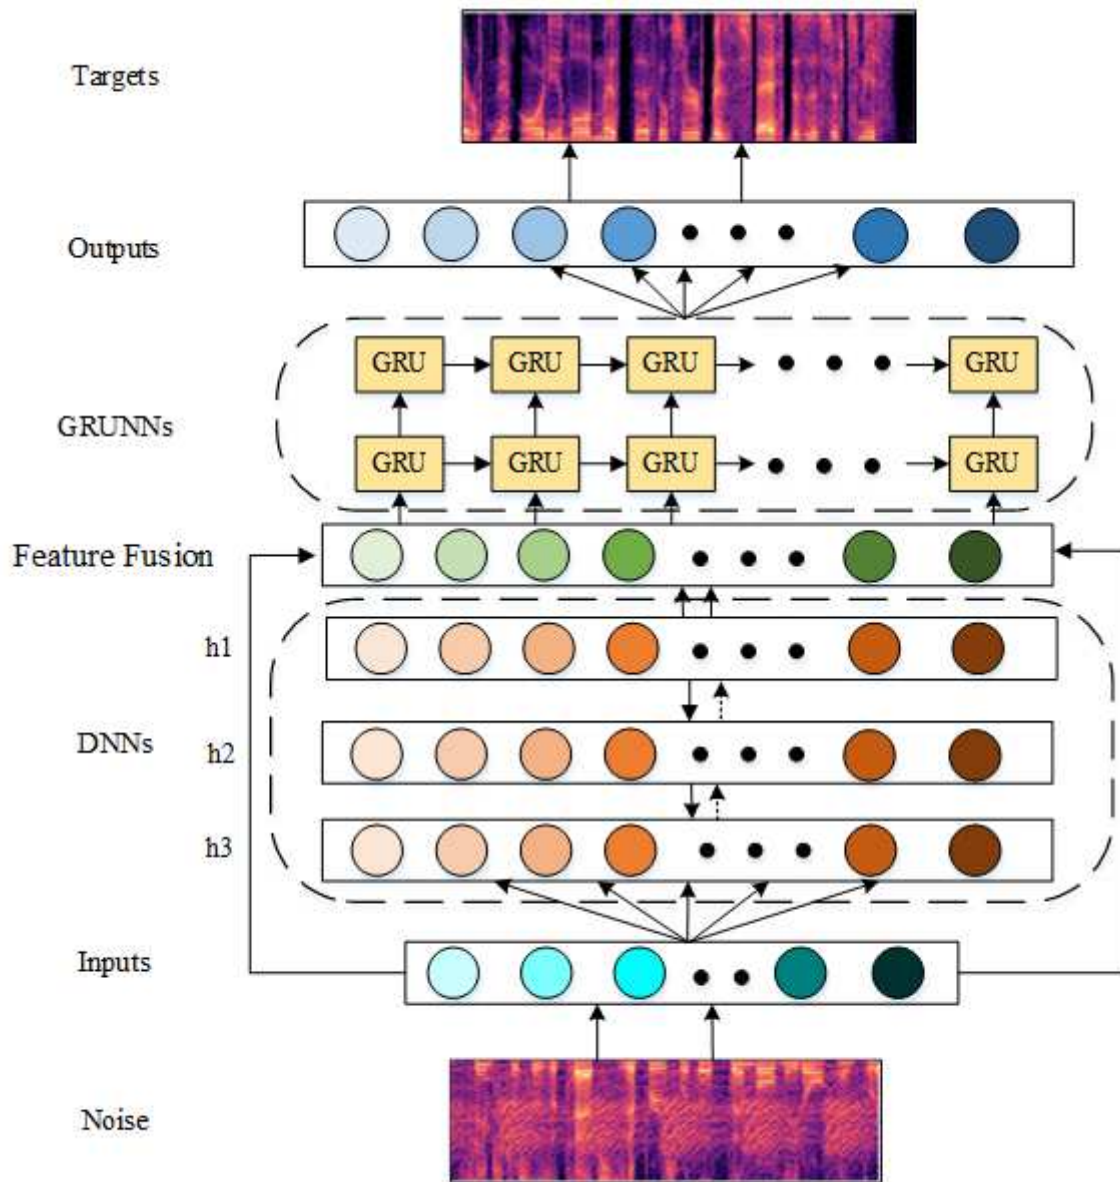 Targets
Outputs
GRU GRU GRU GRU
GRUNNs
GRU GRU GRU GRU
Feature Fusion
h1
DNNs
h2
h3
Inputs
Noise